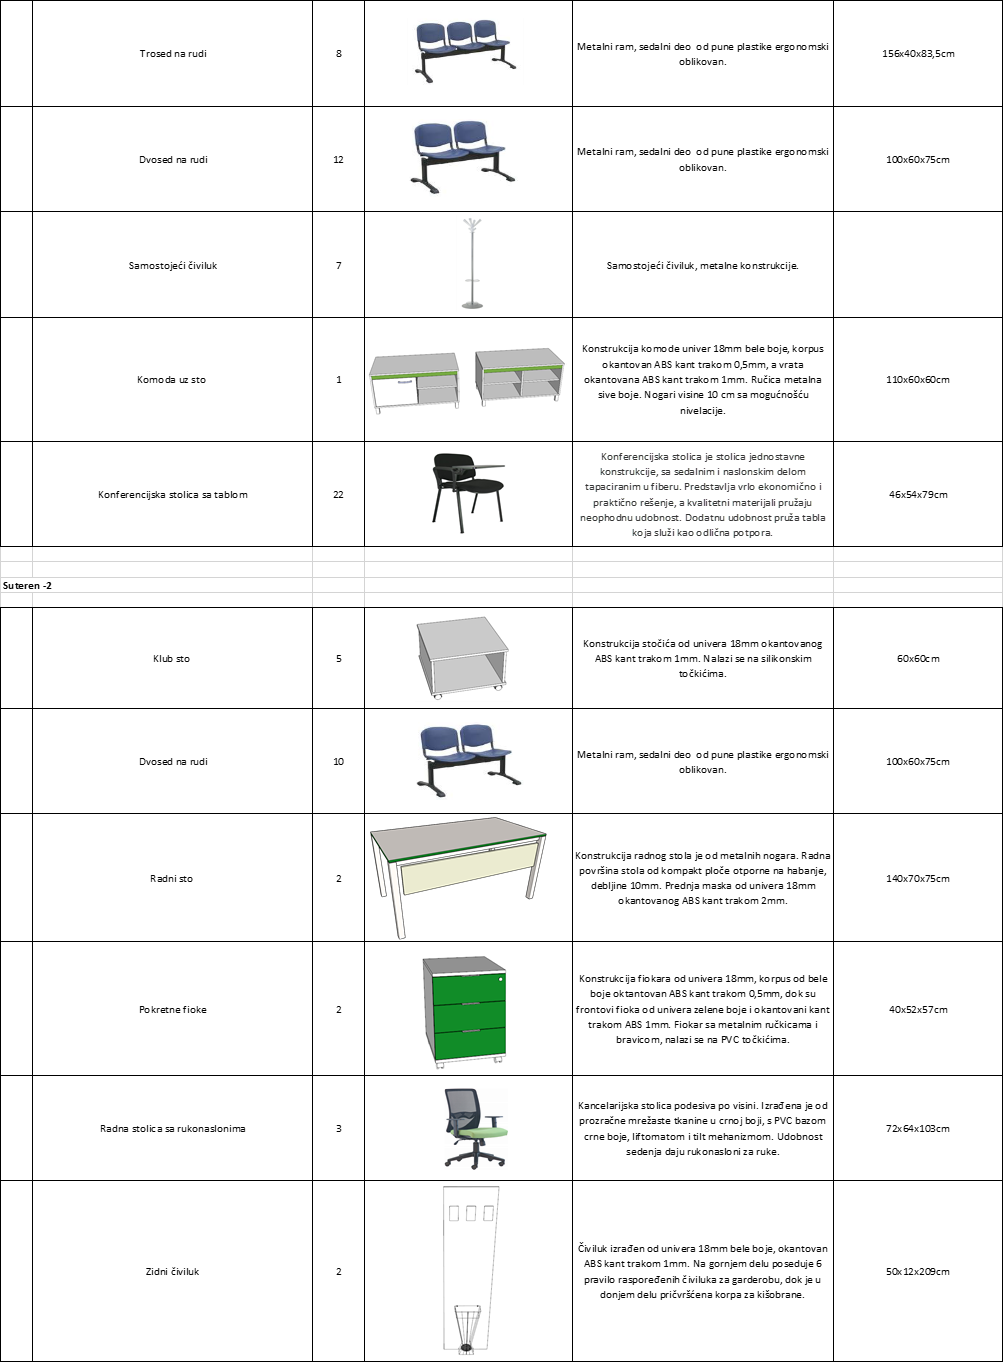 Trosed na rudi
8
Metalni ram, sedalni deo od pune plastike ergonomski
oblikovan.
156x40x83,5cm
Dvosed na rudi
12
Metalni ram, sedalni deo od pune plastike ergonomski
oblikovan.
100x60x75cm
Samostojeći čiviluk
7
Samostojeći čiviluk, metalne konstrukcije.
Komoda uz sto
1
Konstrukcija komode univer 18mm bele boje, korpus
okantovan ABS kant trakom 0,5mm, a vrata
okantovana ABS kant trakom 1mm. Ručica metalna
sive boje. Nogari visine 10 cm sa mogućnošću
nivelacije.
110x60x60cm
Konferencijska stolica sa tablom
22
Konferencijska stolica je stolica jednostavne
konstrukcije, sa sedalnim i naslonskim delom
tapaciranim u fiberu. Predstavlja vrlo ekonomično i
praktično rešenje, a kvalitetni materijali pružaju
neophodnu udobnost. Dodatnu udobnost pruža tabla
koja služi kao odlična potpora.
46x54x79cm
Suteren -2
Klub sto
5
Konstrukcija stočića od univera 18mm okantovanog
ABS kant trakom 1mm. Nalazi se na silikonskim
točkićima.
60x60cm
Dvosed na rudi
10
Metalni ram, sedalni deo od pune plastike ergonomski
oblikovan.
100x60x75cm
Radni sto
2
Konstrukcija radnog stola je od metalnih nogara. Radna
površina stola od kompakt ploče otporne na habanje,
debljine 10mm. Prednja maska od univera 18mm
okantovanog ABS kant trakom 2mm.
140x70x75cm
Pokretne fioke
2
Konstrukcija fiokara od univera 18mm, korpus od bele
boje oktantovan ABS kant trakom 0,5mm, dok su
frontovi fioka od univera zelene boje i okantovani kant
trakom ABS 1mm. Fiokar sa metalnim ručkicama i
bravicom, nalazi se na PVC točkićima.
40x52x57cm
Radna stolica sa rukonaslonima
3
Kancelarijska stolica podesiva po visini. Izrađena je od
prozračne mrežaste tkanine u crnoj boji, s PVC bazom
crne boje, liftomatom i tilt mehanizmom. Udobnost
sedenja daju rukonasloni za ruke.
72x64x103cm
Zidni čiviluk
2
Čiviluk izrađen od univera 18mm bele boje, okantovan
ABS kant trakom 1mm. Na gornjem delu poseduje 6
pravilo raspoređenih čiviluka za garderobu, dok je u
donjem delu pričvršćena korpa za kišobrane.
50x12x209cm